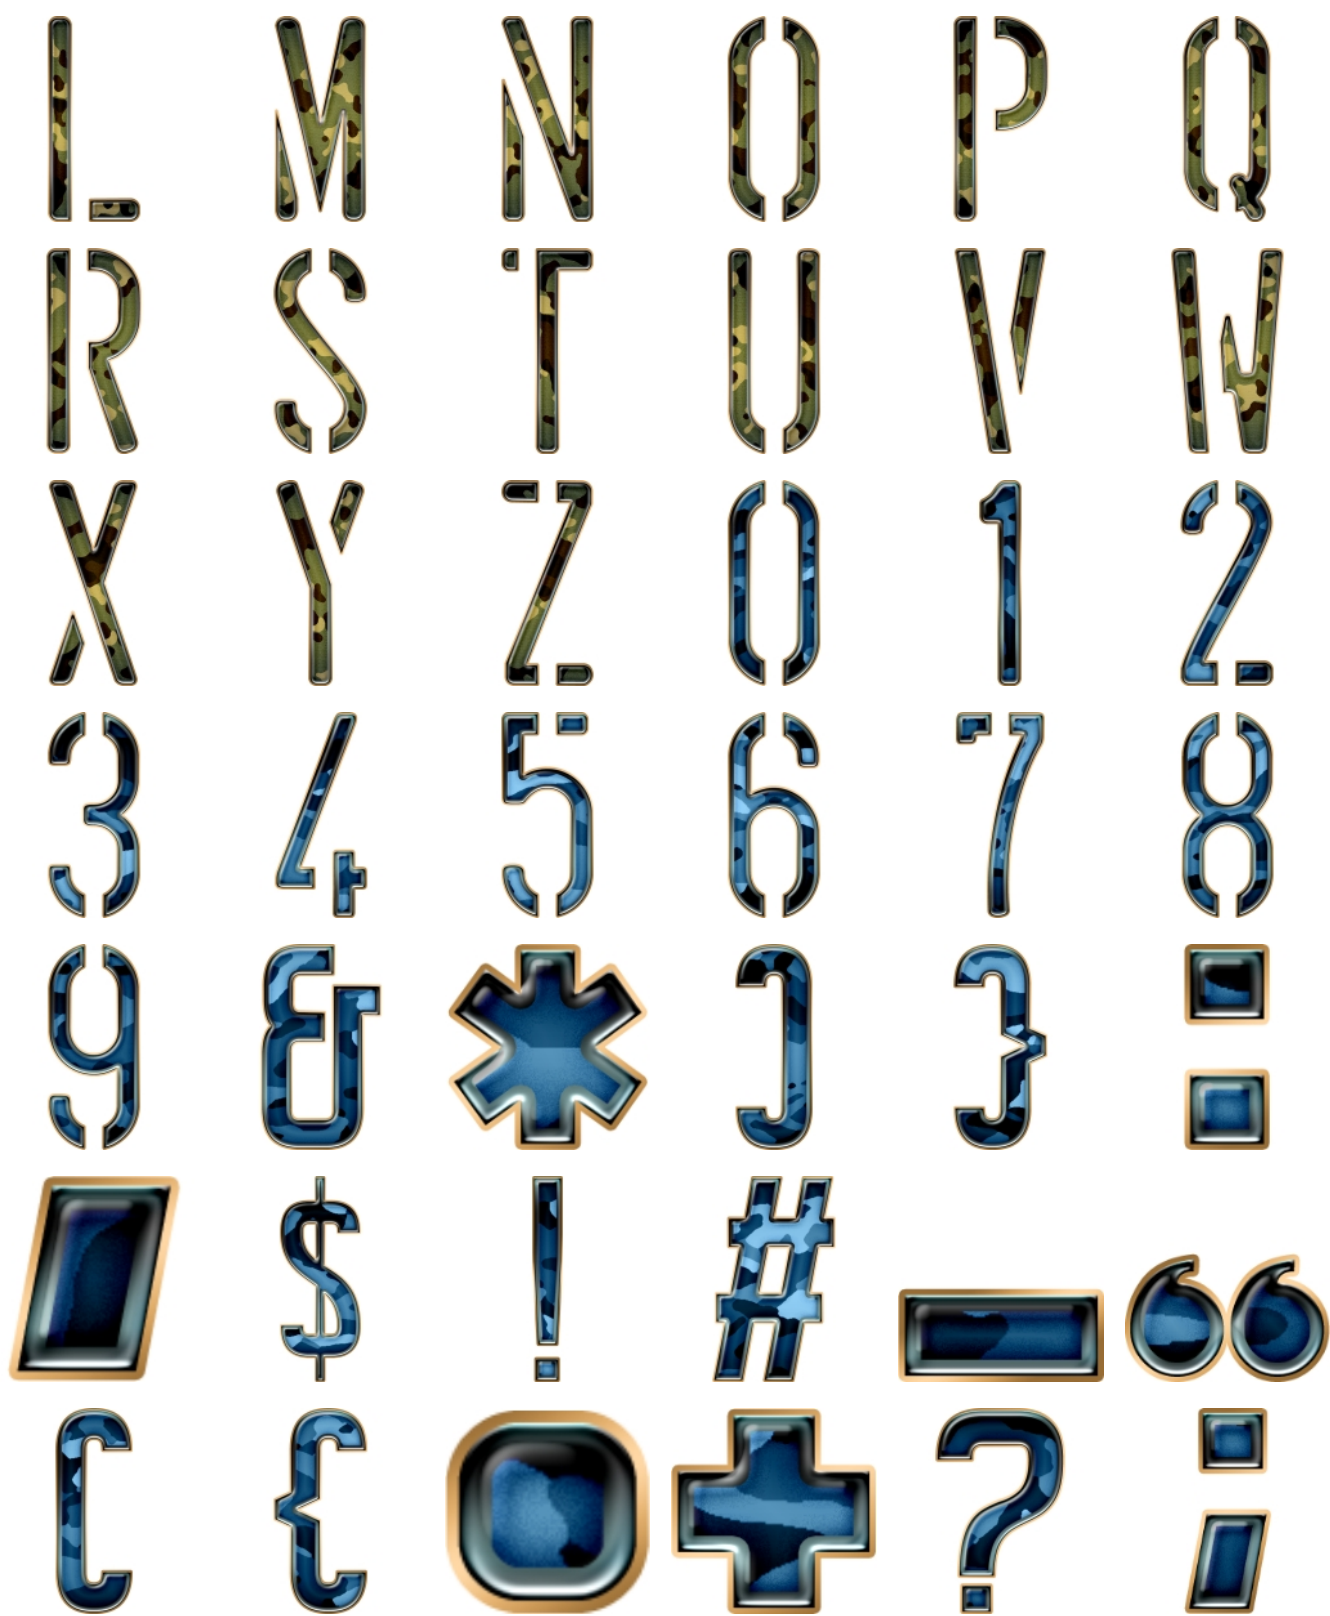 L M N O P Q
R S T U V W
X Y Z 0 1 2
3 4 5 6 7 8
9 & * ) } :
, $ ! # - “
( { . + ? ;